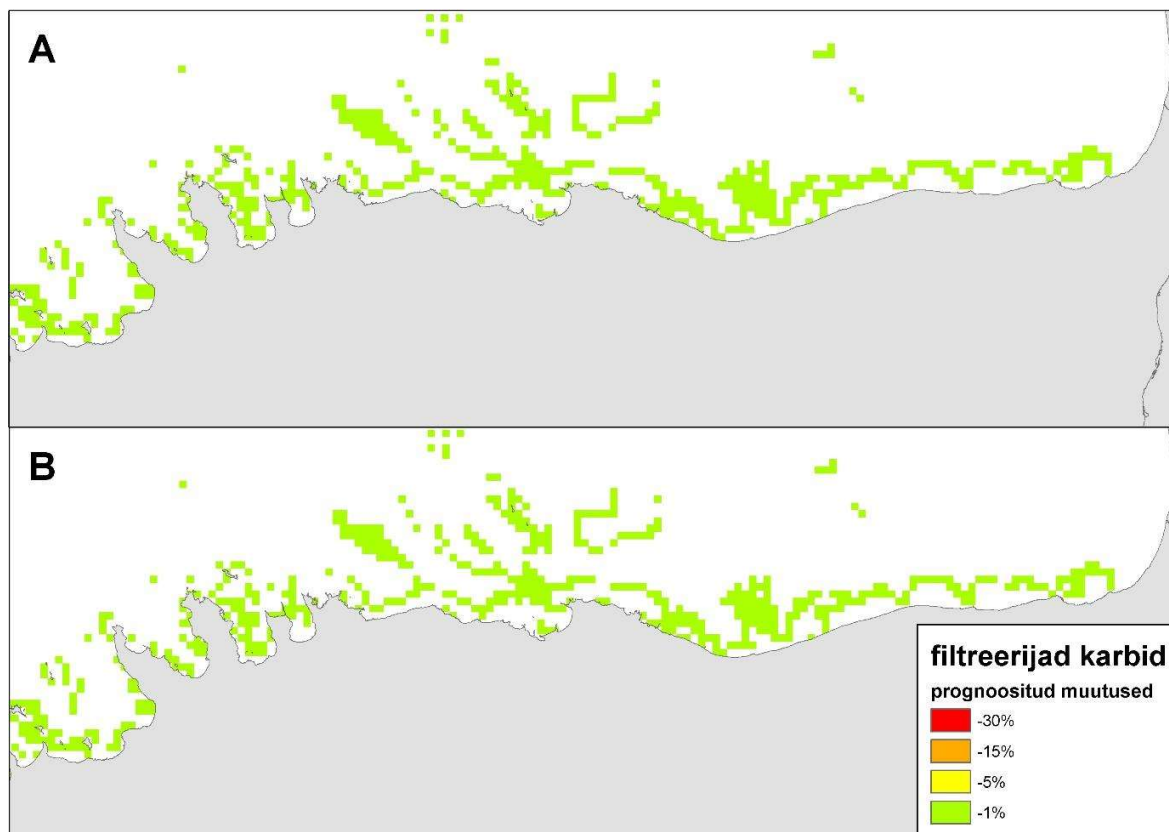 A
B
filtreerijad karbid
prognoositud muutused
-30%
-15%
-5%
-1%